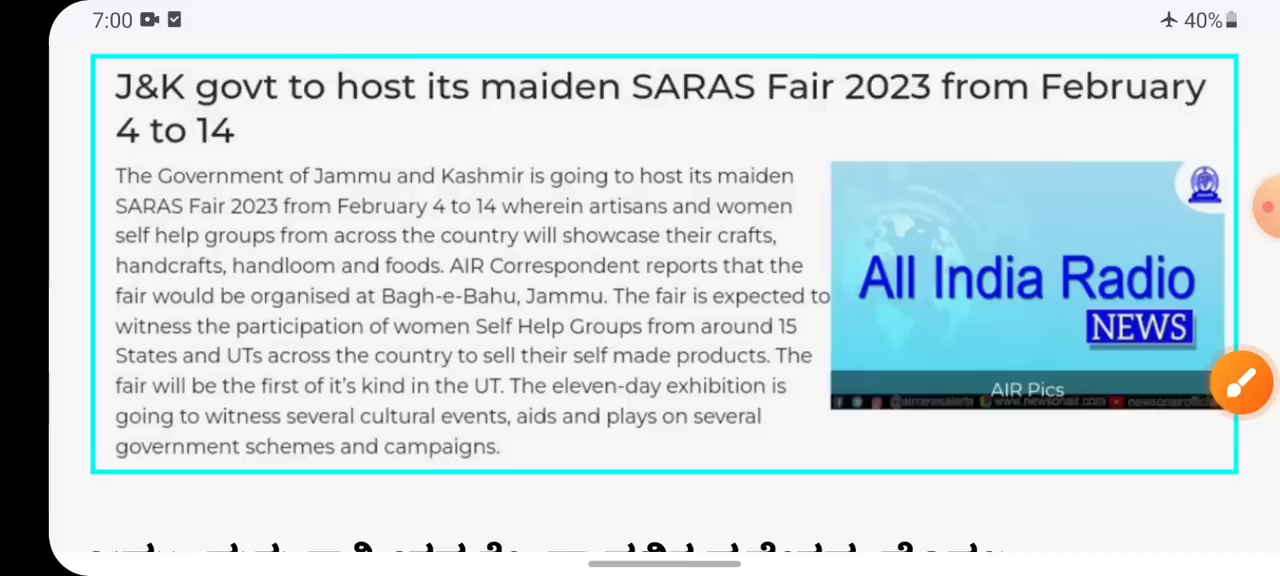 7:00
40%
J&K govt to host its maiden SARAS Fair 2023 from February
4 to 14
The Government of Jammu and Kashmir is going to host its maiden
SARAS Fair 2023 from February 4 to 14 wherein artisans and women
self help groups from across the country will showcase their crafts,
handcrafts, handloom and foods. AIR Correspondent reports that the
fair would be organised at Bagh-e-Bahu, Jammu. The fair is expected to
witness the participation of women Self Help Groups from around 15
States and UTs across the country to sell their self made products. The
fair will be the first of it's kind in the UT. The eleven-day exhibition is
going to witness several cultural events, aids and plays on several
government schemes and campaigns.
All India Radio
NEWS
AIR Pics